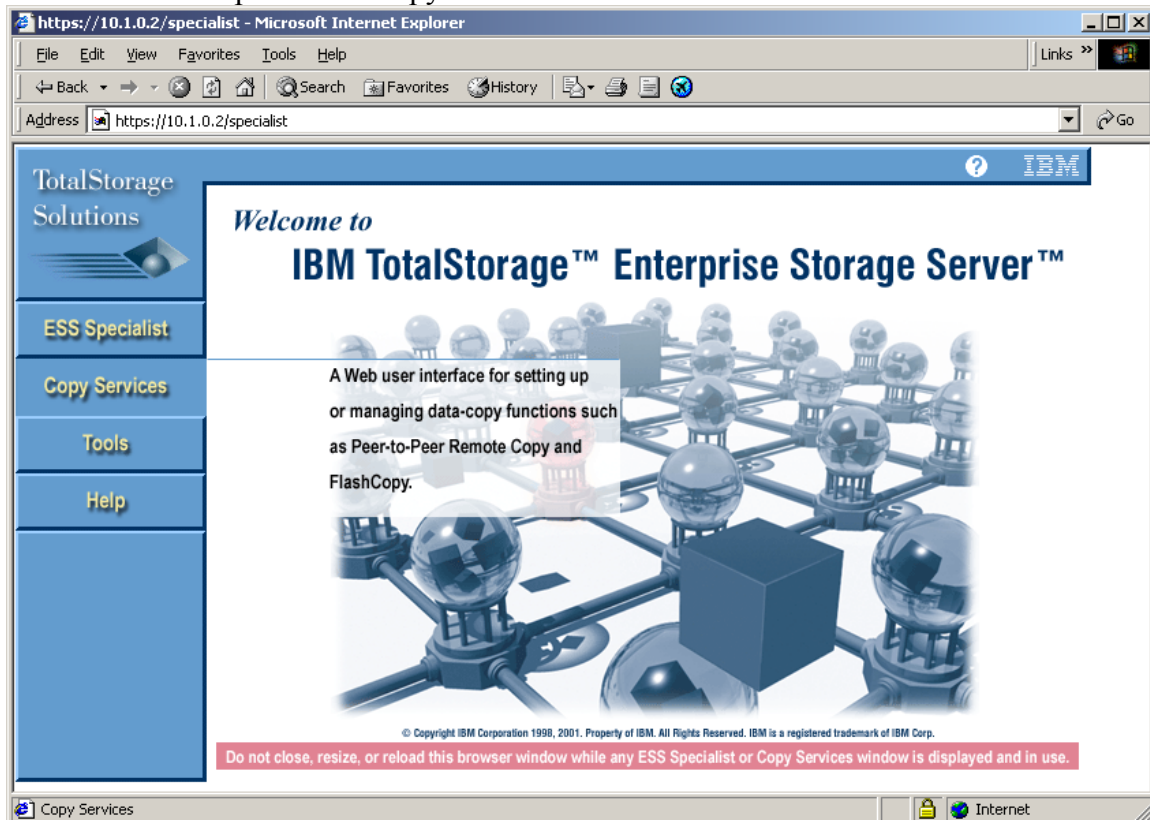 https://10.1.0.2/specialist - Microsoft Internet Explorer
File Edit View Favorites Tools Help Links »
Back Search Favorites History
Address https://10.1.0.2/specialist Go
TotalStorage
Solutions
? IBM
Welcome to
IBM TotalStorage™ Enterprise Storage Server™
ESS Specialist
Copy Services
Tools
Help
A Web user interface for setting up
or managing data-copy functions such
as Peer-to-Peer Remote Copy and
FlashCopy.
© Copyright IBM Corporation 1998, 2001. Property of IBM. All Rights Reserved. IBM is a registered trademark of IBM Corp.
Do not close, resize, or reload this browser window while any ESS Specialist or Copy Services window is displayed and in use.
Copy Services Internet